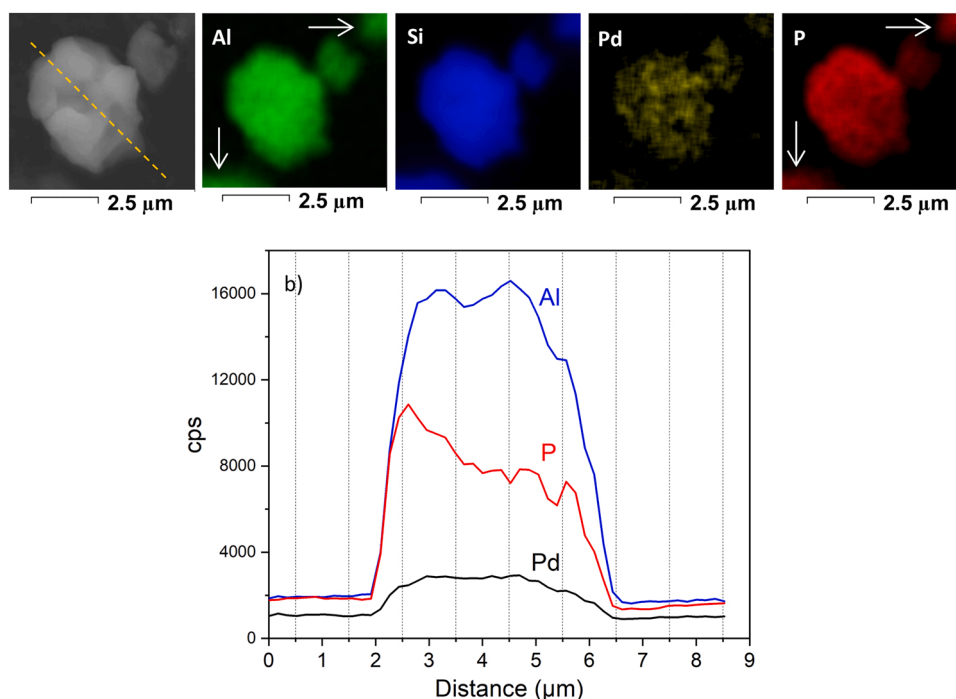 Al Si Pd P
2.5 μm 2.5 μm 2.5 μm 2.5 μm 2.5 μm
b)
16000
12000
8000
4000
0
cps
Al
P
Pd
0 1 2 3 4 5 6 7 8 9
Distance (μm)